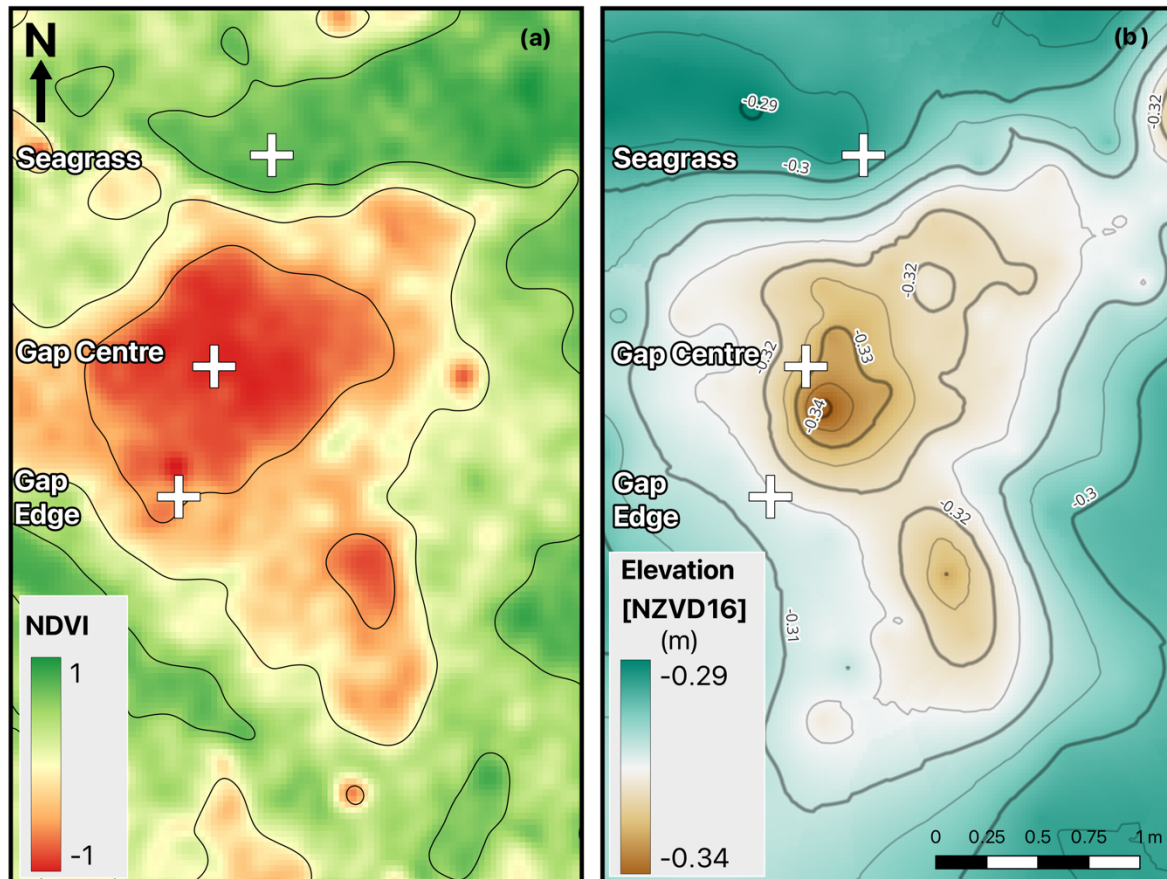 N
(a)
Seagrass
Gap Centre
Gap
Edge
NDVI
1
-1
(b)
-0.29
-0.32
Seagrass
-0.3
-0.32
Gap Centre
-0.32
-0.33
-0.34
Gap
Edge
-0.3
-0.32
-0.31
Elevation
[NZVD16]
(m)
-0.29
-0.34
0 0.25 0.5 0.75 1 m